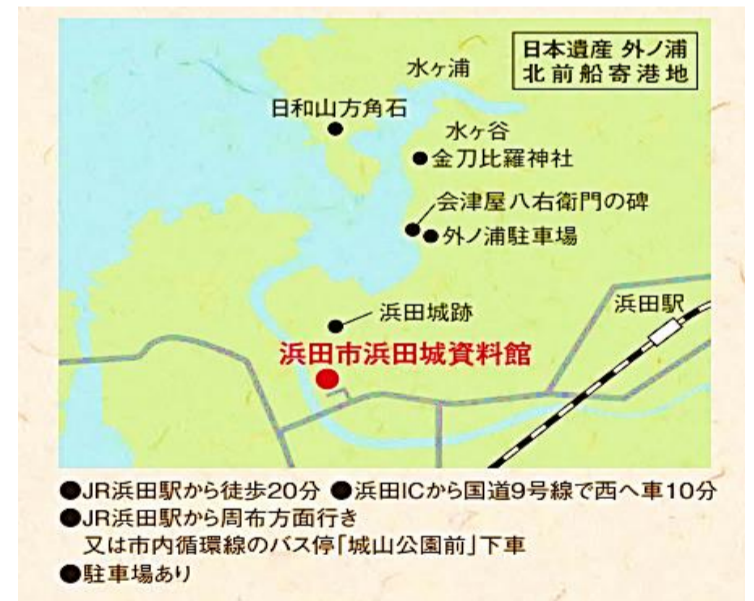 日本遺産 外ノ浦
北前船寄港地
水ヶ浦
日和山方角石
水ヶ谷
金刀比羅神社
会津屋八右衛門の碑
外ノ浦駐車場
浜田駅
浜田城跡
浜田市浜田城資料館
●JR浜田駅から徒歩20分 ●浜田ICから国道9号線で西へ車10分
●JR浜田駅から周布方面行き
又は市内循環線のバス停「城山公園前」下車
●駐車場あり